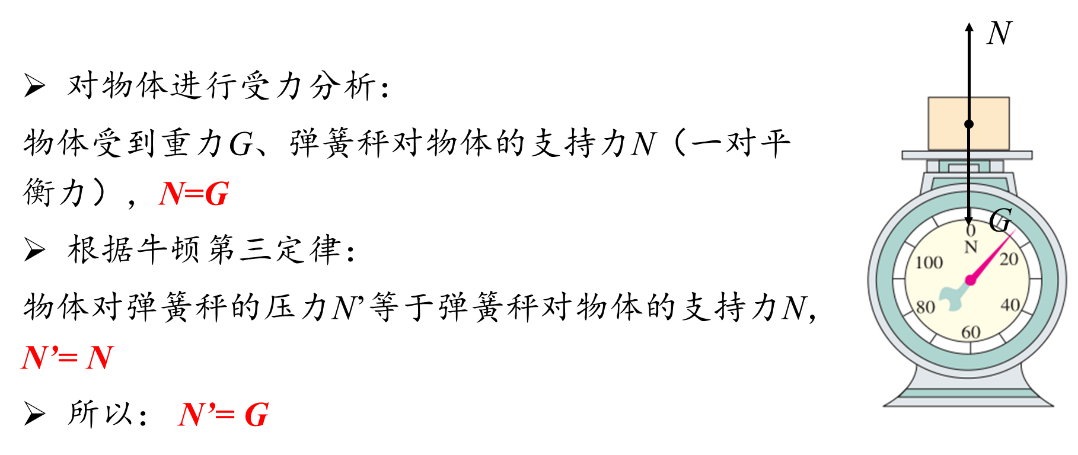 ➢ 对物体进行受力分析：
物体受到重力G、弹簧秤对物体的支持力N（一对平
衡力），N=G
➢ 根据牛顿第三定律：
物体对弹簧秤的压力N’等于弹簧秤对物体的支持力N，
N’= N
➢ 所以： N’= G
N
G
0
N
20
40
60
80
100